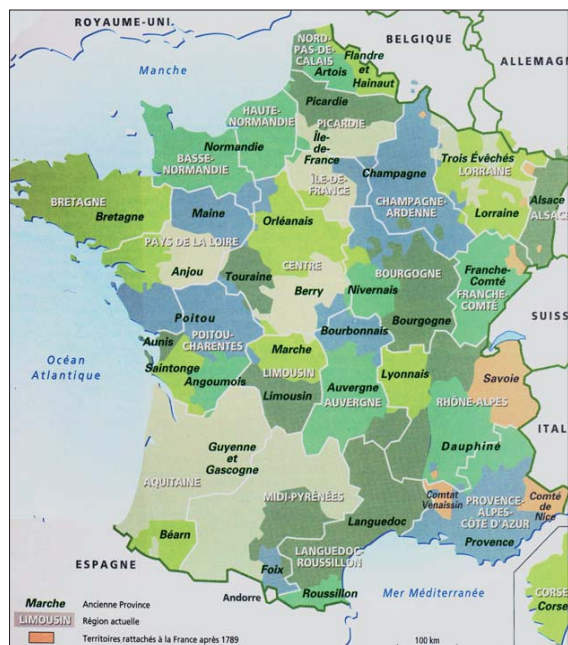 ROYAUME-UNI
BELGIQUE
ALLEMAG
Manche
NORD-
PAS-DE-
CALAIS
Flandre
et
Hainaut
Artois
Picardie
PICARDIE
HAUTE-
NORMANDIE
Normandie
BASSE-
NORMANDIE
Île-
de-
France
ÎLE-DE-
FRANCE
Champagne
CHAMPAGNE-
ARDENNE
Trois Évêchés
LORRAINE
Lorraine
Alsace
ALSACE
BRETAGNE
Bretagne
Maine
Orléanais
PAYS DE LA LOIRE
Anjou
Touraine
CENTRE
Berry
BOURGOGNE
Nivernais
Bourgogne
Franche-
Comté
FRANCHE-
COMTÉ
SUISS
Poitou
POITOU-
CHARENTES
Bourbonnais
Aunis
Saintonge
Angoumois
Marche
LIMOUSIN
Limousin
Auvergne
AUVERGNE
Lyonnais
Savoie
RHÔNE-ALPES
Dauphiné
ITAL
Océan
Atlantique
Guyenne
et
Gascogne
AQUITAINE
MIDI-PYRÉNÉES
Languedoc
Comtat
Venaissin
PROVENCE-
ALPES-
CÔTE D'AZUR
Provence
Comté
de
Nice
Béarn
ESPAGNE
Foix
LANGUEDOC-
ROUSSILLON
Roussillon
Andorre
Mer Méditerranée
CORSE
Corse
Marche Ancienne Province
LIMOUSIN Région actuelle
Territoires rattachés à la France après 1789
100 km